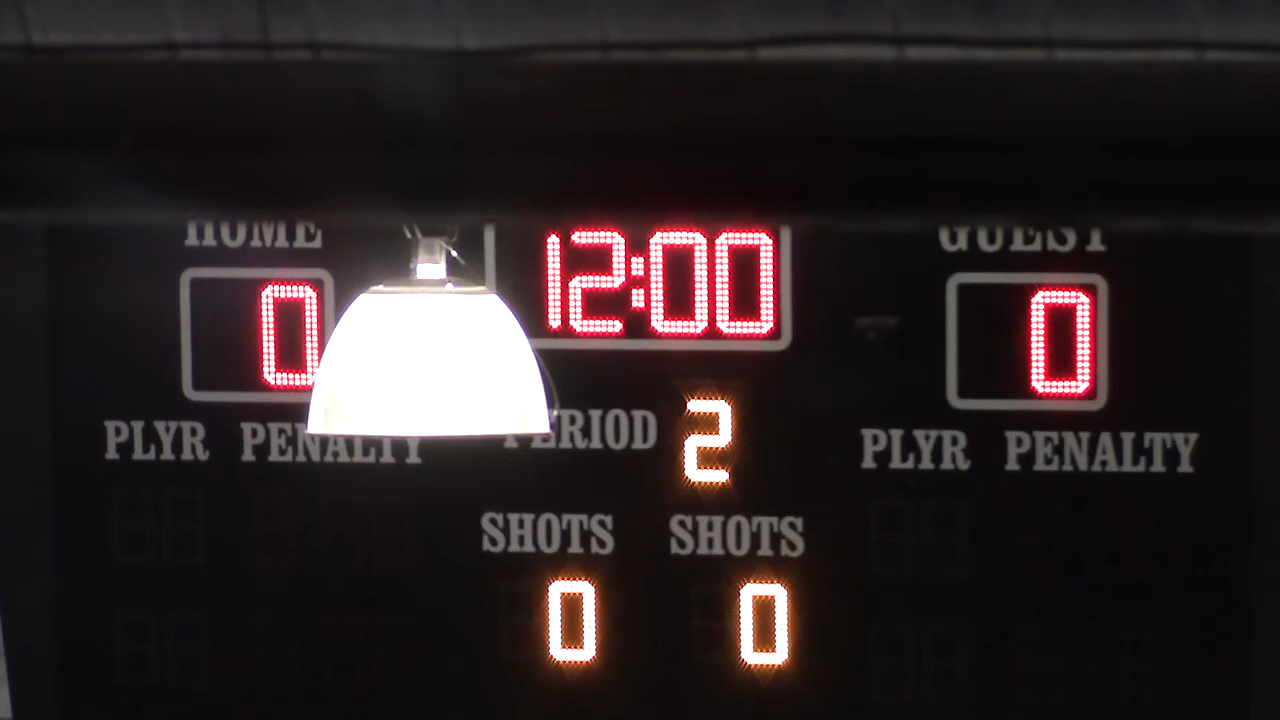 HOME 12:00 GUEST
0 0
PERIOD 2
PLYR PENALTY PLYR PENALTY
SHOTS SHOTS
0 0